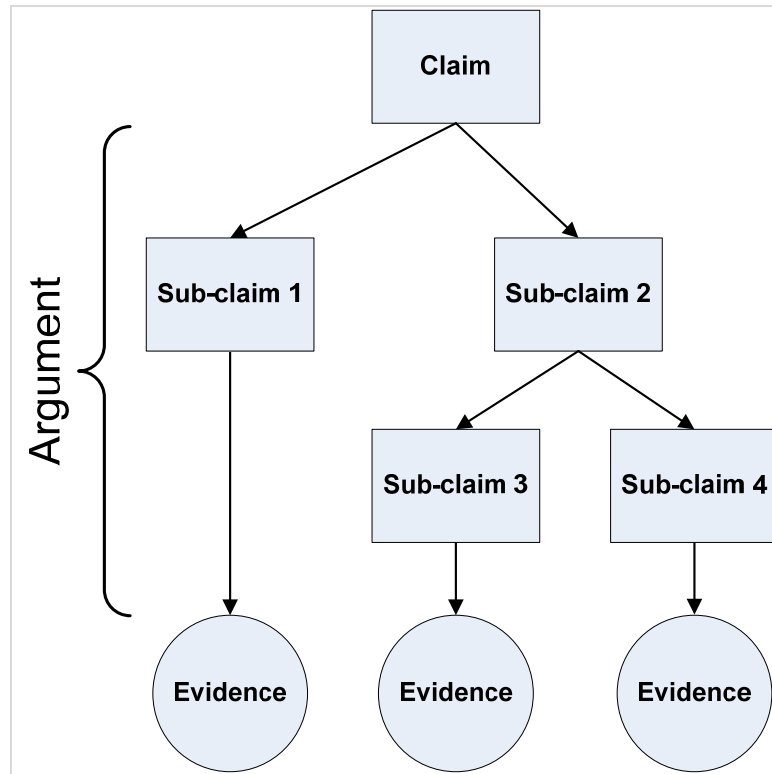 Claim
Argument
Sub-claim 1
Sub-claim 2
Sub-claim 3
Sub-claim 4
Evidence
Evidence
Evidence